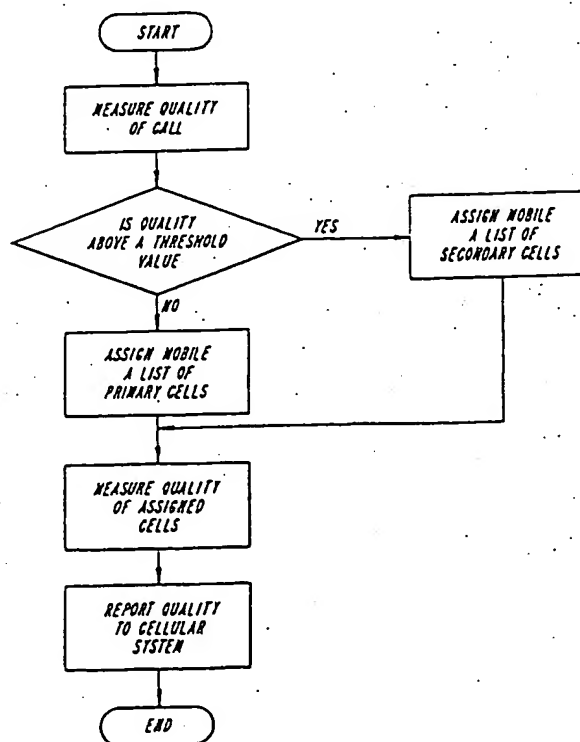 START
MEASURE QUALITY
OF CALL
IS QUALITY
ABOVE A THRESHOLD
VALUE
YES
ASSIGN MOBILE
A LIST OF
SECONDARY CELLS
NO
ASSIGN MOBILE
A LIST OF
PRIMARY CELLS
MEASURE QUALITY
OF ASSIGNED
CELLS
REPORT QUALITY
TO CELLULAR
SYSTEM
END